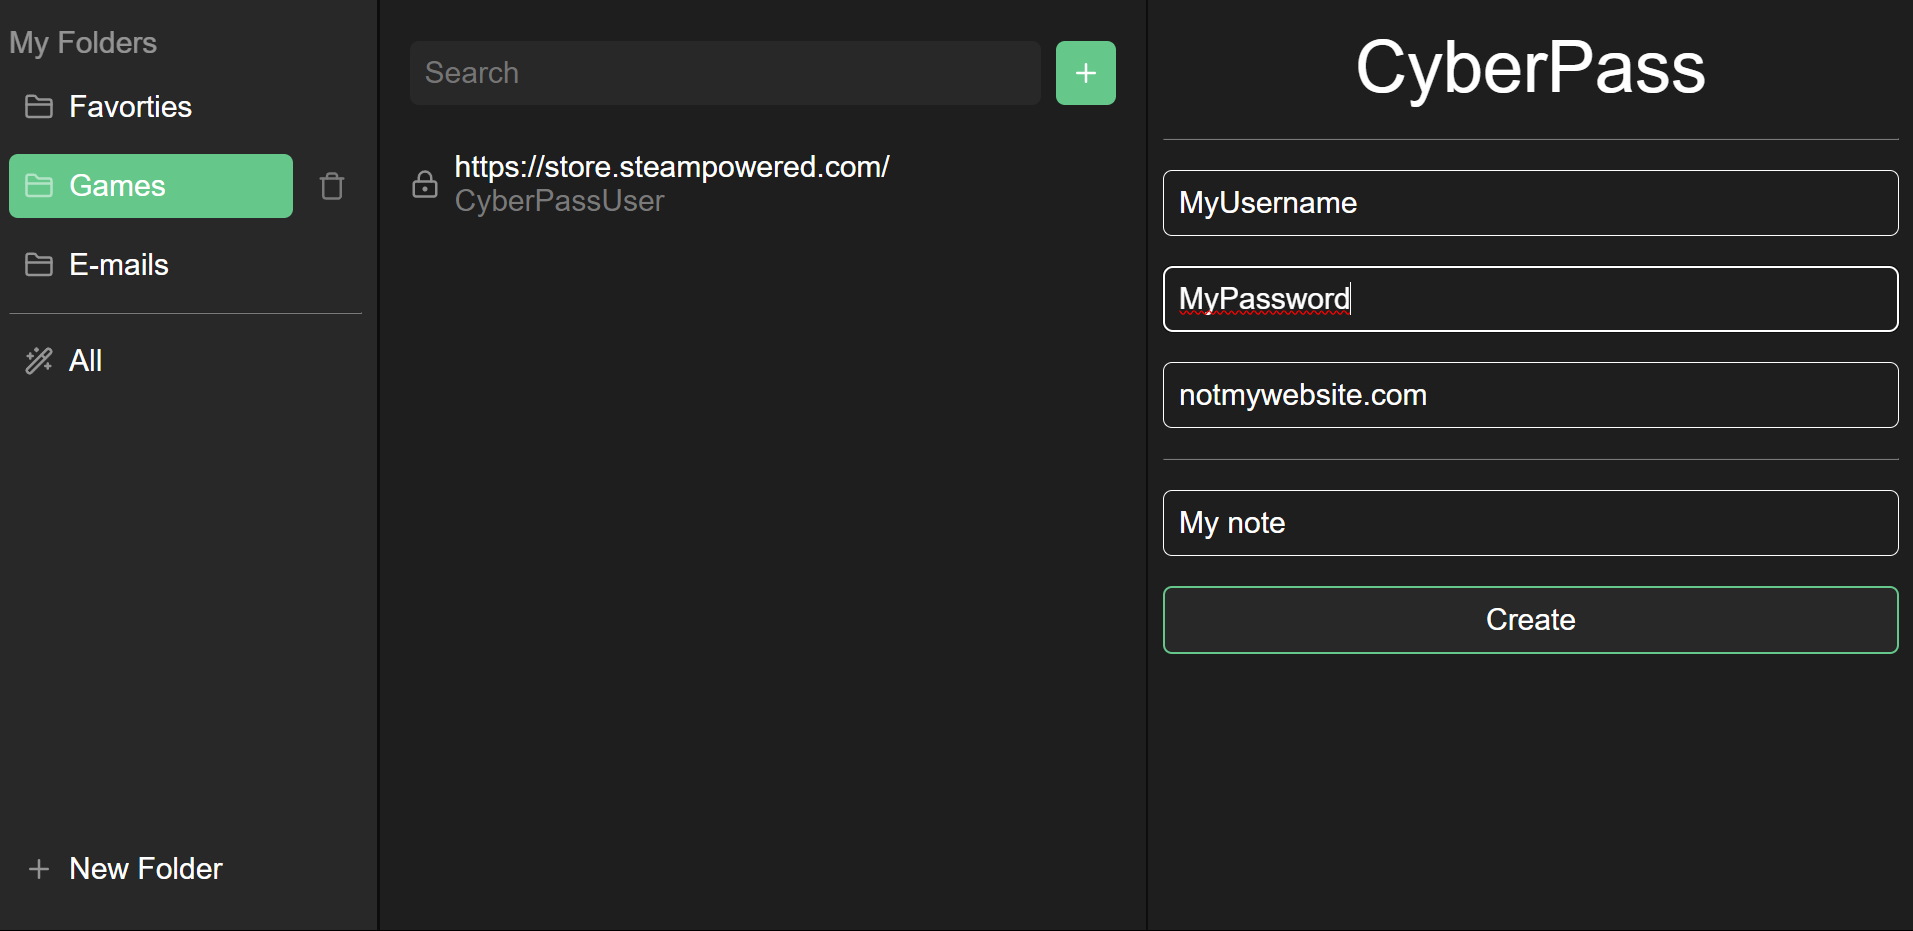 My Folders
Favorties
Games
E-mails
All
New Folder
Search
https://store.steampowered.com/
CyberPassUser
CyberPass
MyUsername
MyPassword
notmywebsite.com
My note
Create